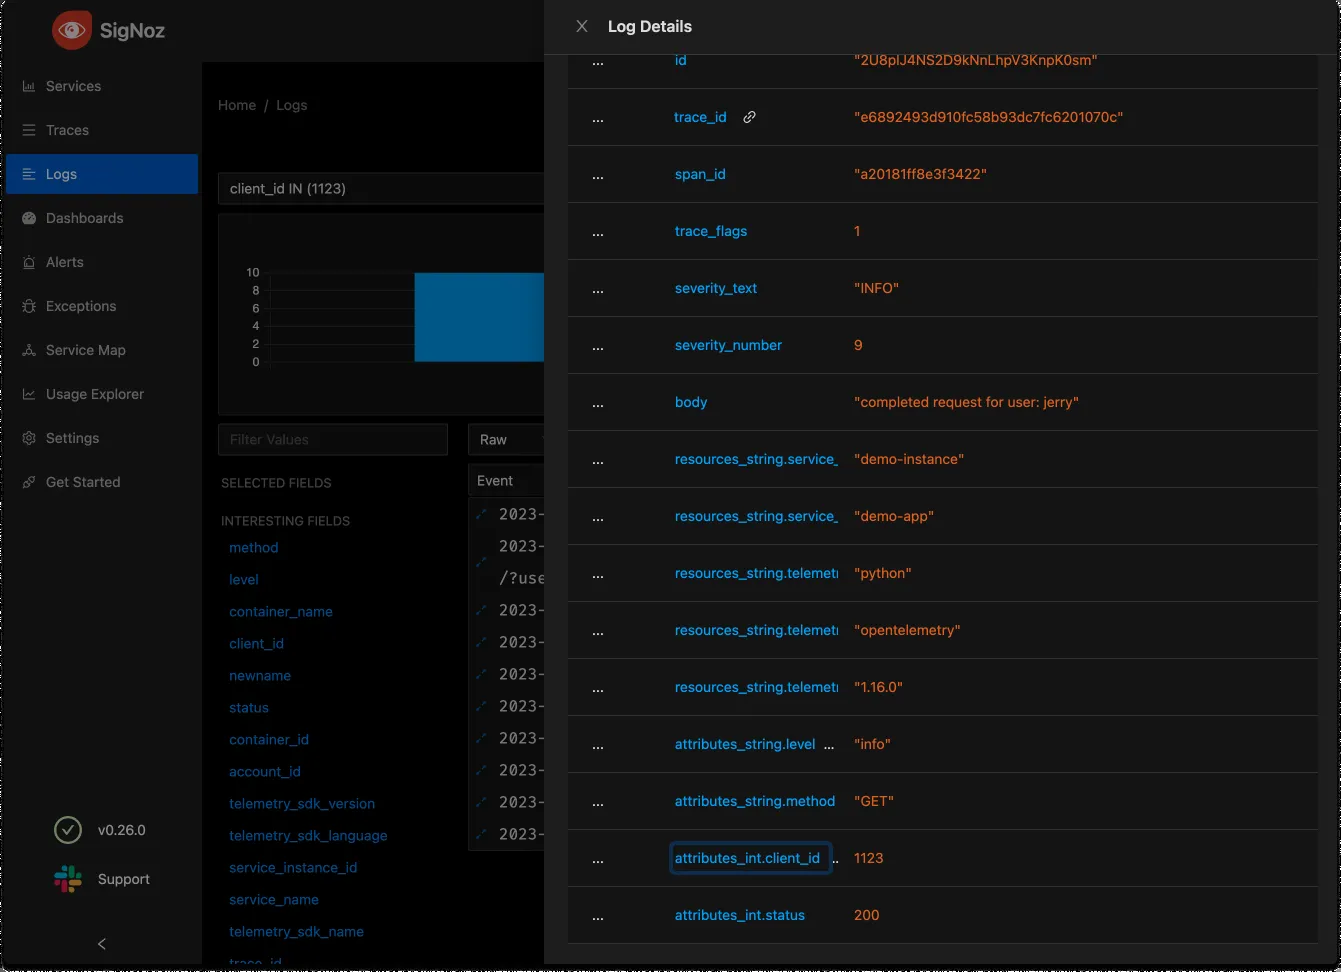 SigNoz
Services
Traces
Logs
Dashboards
Alerts
Exceptions
Service Map
Usage Explorer
Settings
Get Started
v0.26.0
Support
Home / Logs
client_id IN (1123)
10
8
6
4
2
0
Filter Values
Raw
SELECTED FIELDS
INTERESTING FIELDS
method
level
container_name
client_id
newname
status
container_id
account_id
telemetry_sdk_version
telemetry_sdk_language
service_instance_id
service_name
telemetry_sdk_name
trace_id
Event
2023-
2023-
/?use
2023-
2023-
2023-
2023-
2023-
2023-
2023-
2023-
Log Details
... id "2U8pIJ4NS2D9kNnLhpV3KnpK0sm"
... trace_id "e6892493d910fc58b93dc7fc6201070c"
... span_id "a20181ff8e3f3422"
... trace_flags 1
... severity_text "INFO"
... severity_number 9
... body "completed request for user: jerry"
... resources_string.service_ "demo-instance"
... resources_string.service_ "demo-app"
... resources_string.telemet "python"
... resources_string.telemet "opentelemetry"
... resources_string.telemet "1.16.0"
... attributes_string.level ... "info"
... attributes_string.method "GET"
... attributes_int.client_id .. 1123
... attributes_int.status 200